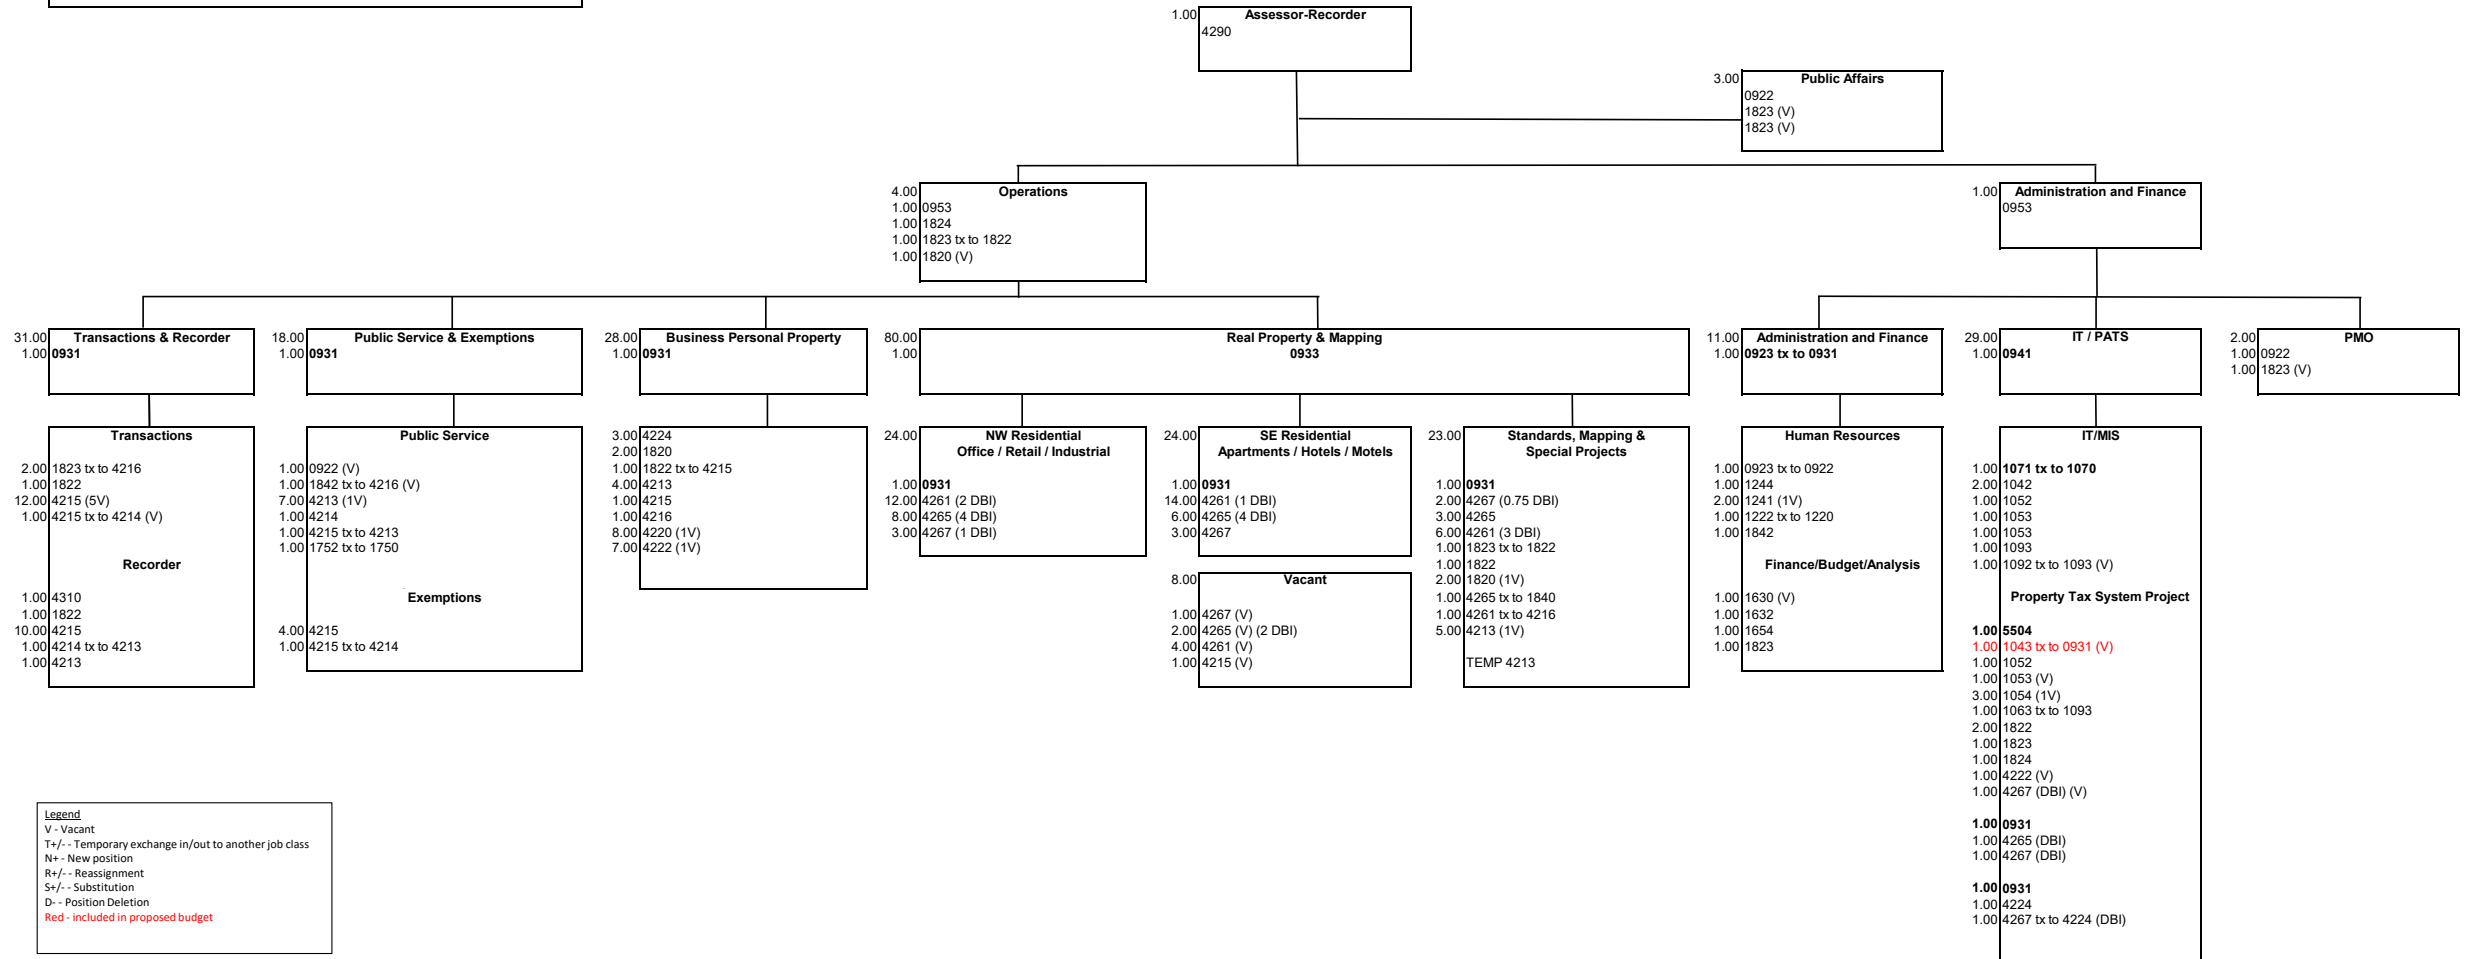 1.00 Assessor-Recorder
4290
3.00 Public Affairs
0922
1823 (V)
1823 (V)
4.00 Operations
1.00 0953
1.00 1824
1.00 1823 tx to 1822
1.00 1820 (V)
1.00 Administration and Finance
0953
31.00 Transactions & Recorder
1.00 0931
18.00 Public Service & Exemptions
1.00 0931
28.00 Business Personal Property
1.00 0931
80.00 Real Property & Mapping
1.00 0933
11.00 Administration and Finance
1.00 0923 tx to 0931
29.00 IT / PATS
1.00 0941
2.00 PMO
1.00 0922
1.00 1823 (V)
Transactions
2.00 1823 tx to 4216
1.00 1822
12.00 4215 (5V)
1.00 4215 tx to 4214 (V)
Recorder
1.00 4310
1.00 1822
10.00 4215
1.00 4214 tx to 4213
1.00 4213
Public Service
1.00 0922 (V)
1.00 1842 tx to 4216 (V)
7.00 4213 (1V)
1.00 4214
1.00 4215 tx to 4213
1.00 1752 tx to 1750
Exemptions
4.00 4215
1.00 4215 tx to 4214
3.00 4224
2.00 1820
1.00 1822 tx to 4215
4.00 4213
1.00 4215
1.00 4216
8.00 4220 (1V)
7.00 4222 (1V)
24.00 NW Residential
Office / Retail / Industrial
1.00 0931
12.00 4261 (2 DBI)
8.00 4265 (4 DBI)
3.00 4267 (1 DBI)
24.00 SE Residential
Apartments / Hotels / Motels
1.00 0931
14.00 4261 (1 DBI)
6.00 4265 (4 DBI)
3.00 4267
8.00 Vacant
1.00 4267 (V)
2.00 4265 (V) (2 DBI)
4.00 4261 (V)
1.00 4215 (V)
23.00 Standards, Mapping &
Special Projects
1.00 0931
2.00 4267 (0.75 DBI)
3.00 4265
6.00 4261 (3 DBI)
1.00 1823 tx to 1822
1.00 1822
2.00 1820 (1V)
1.00 4265 tx to 1840
1.00 4261 tx to 4216
5.00 4213 (1V)
TEMP 4213
Human Resources
1.00 0923 tx to 0922
1.00 1244
2.00 1241 (1V)
1.00 1222 tx to 1220
1.00 1842
Finance/Budget/Analysis
1.00 1630 (V)
1.00 1632
1.00 1654
1.00 1823
IT/MIS
1.00 1071 tx to 1070
2.00 1042
1.00 1052
1.00 1053
1.00 1053
1.00 1093
1.00 1092 tx to 1093 (V)
Property Tax System Project
1.00 5504
1.00 1043 tx to 0931 (V)
1.00 1052
1.00 1053 (V)
3.00 1054 (1V)
1.00 1063 tx to 1093
2.00 1822
1.00 1823
1.00 1824
1.00 4222 (V)
1.00 4267 (DBI) (V)
1.00 0931
1.00 4265 (DBI)
1.00 4267 (DBI)
1.00 0931
1.00 4224
1.00 4267 tx to 4224 (DBI)
Legend
V - Vacant
T+/- - Temporary exchange in/out to another job class
N+ - New position
R+/- - Reassignment
S+/- - Substitution
D- - Position Deletion
Red - included in proposed budget